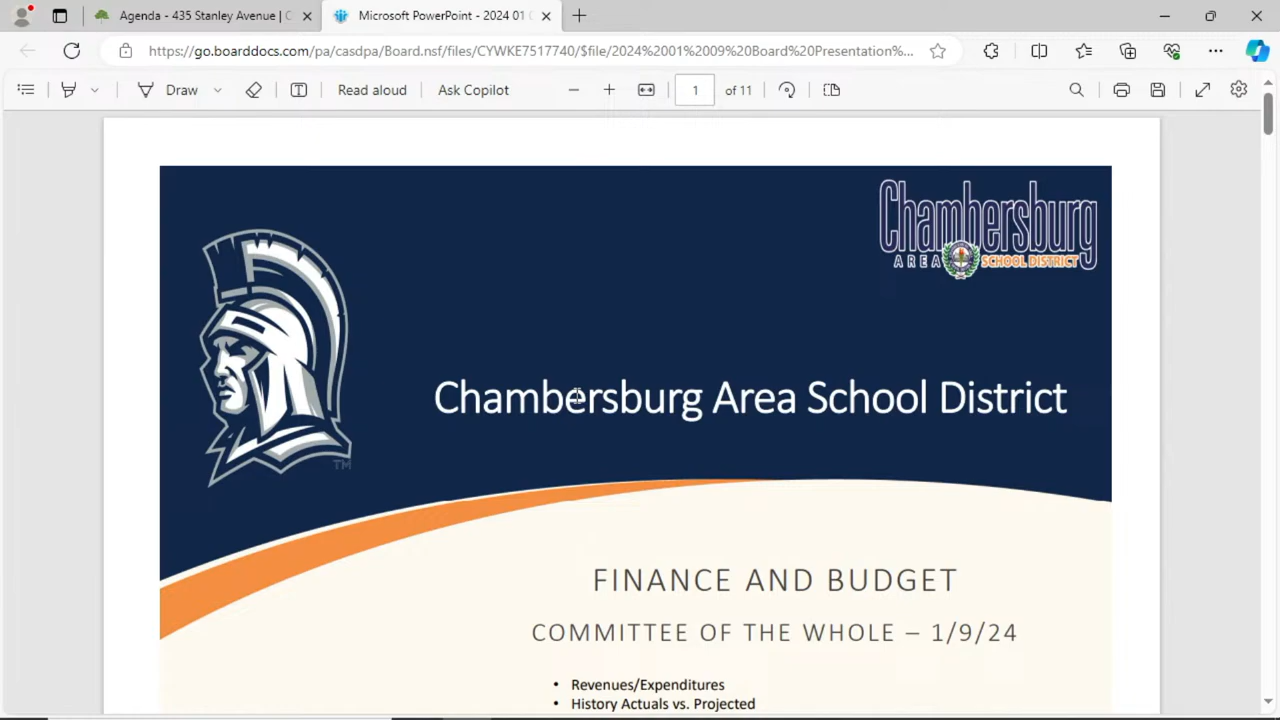 Agenda - 435 Stanley Avenue | C
Microsoft PowerPoint - 2024 01 0
https://go.boarddocs.com/pa/casdpa/Board.nsf/files/CYWKE7517740/$file/2024%2001%2009%20Board%20Presentation%...
Draw
Read aloud
Ask Copilot
1 of 11
Chambersburg
AREA SCHOOL DISTRICT
TM
Chambersburg Area School District
FINANCE AND BUDGET
COMMITTEE OF THE WHOLE – 1/9/24
• Revenues/Expenditures
• History Actuals vs. Projected